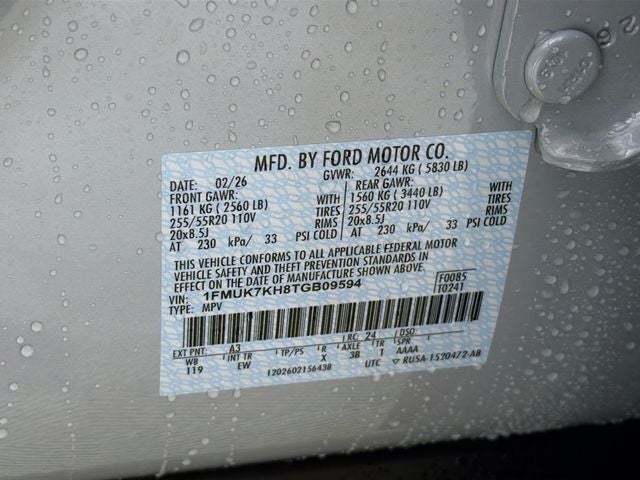 MFD. BY FORD MOTOR CO.
DATE: 02/26 GVWR: 2644 KG ( 5830 LB)
FRONT GAWR: REAR GAWR:
1161 KG ( 2560 LB) WITH 1560 KG ( 3440 LB) WITH
255/55R20 110V TIRES 255/55R20 110V TIRES
20x8.5J RIMS 20x8.5J RIMS
AT 230 kPa/ 33 PSI COLD AT 230 kPa/ 33 PSI COLD
THIS VEHICLE CONFORMS TO ALL APPLICABLE FEDERAL MOTOR
VEHICLE SAFETY AND THEFT PREVENTION STANDARDS IN
EFFECT ON THE DATE OF MANUFACTURE SHOWN ABOVE.
VIN: 1FMUK7KH8TGB09594 F0085
TYPE: MPV T0241
EXT PNT: A3 RC: 24 DSO:
WB INT TR TP/PS R AXLE TR SPR
119 EW X 3B 1 AAAA
1202602156438 UTC ▽ RU5A-1520472-AB